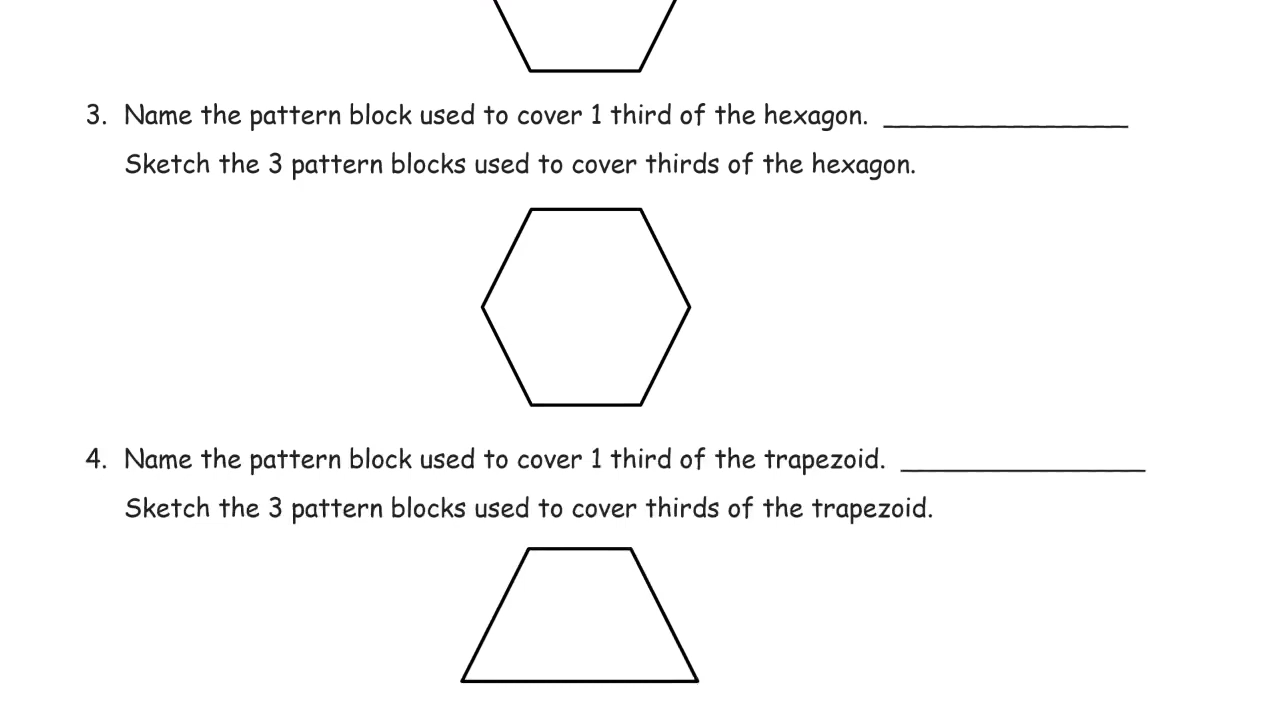 3. Name the pattern block used to cover 1 third of the hexagon. ________________
Sketch the 3 pattern blocks used to cover thirds of the hexagon.
4. Name the pattern block used to cover 1 third of the trapezoid. ________________
Sketch the 3 pattern blocks used to cover thirds of the trapezoid.